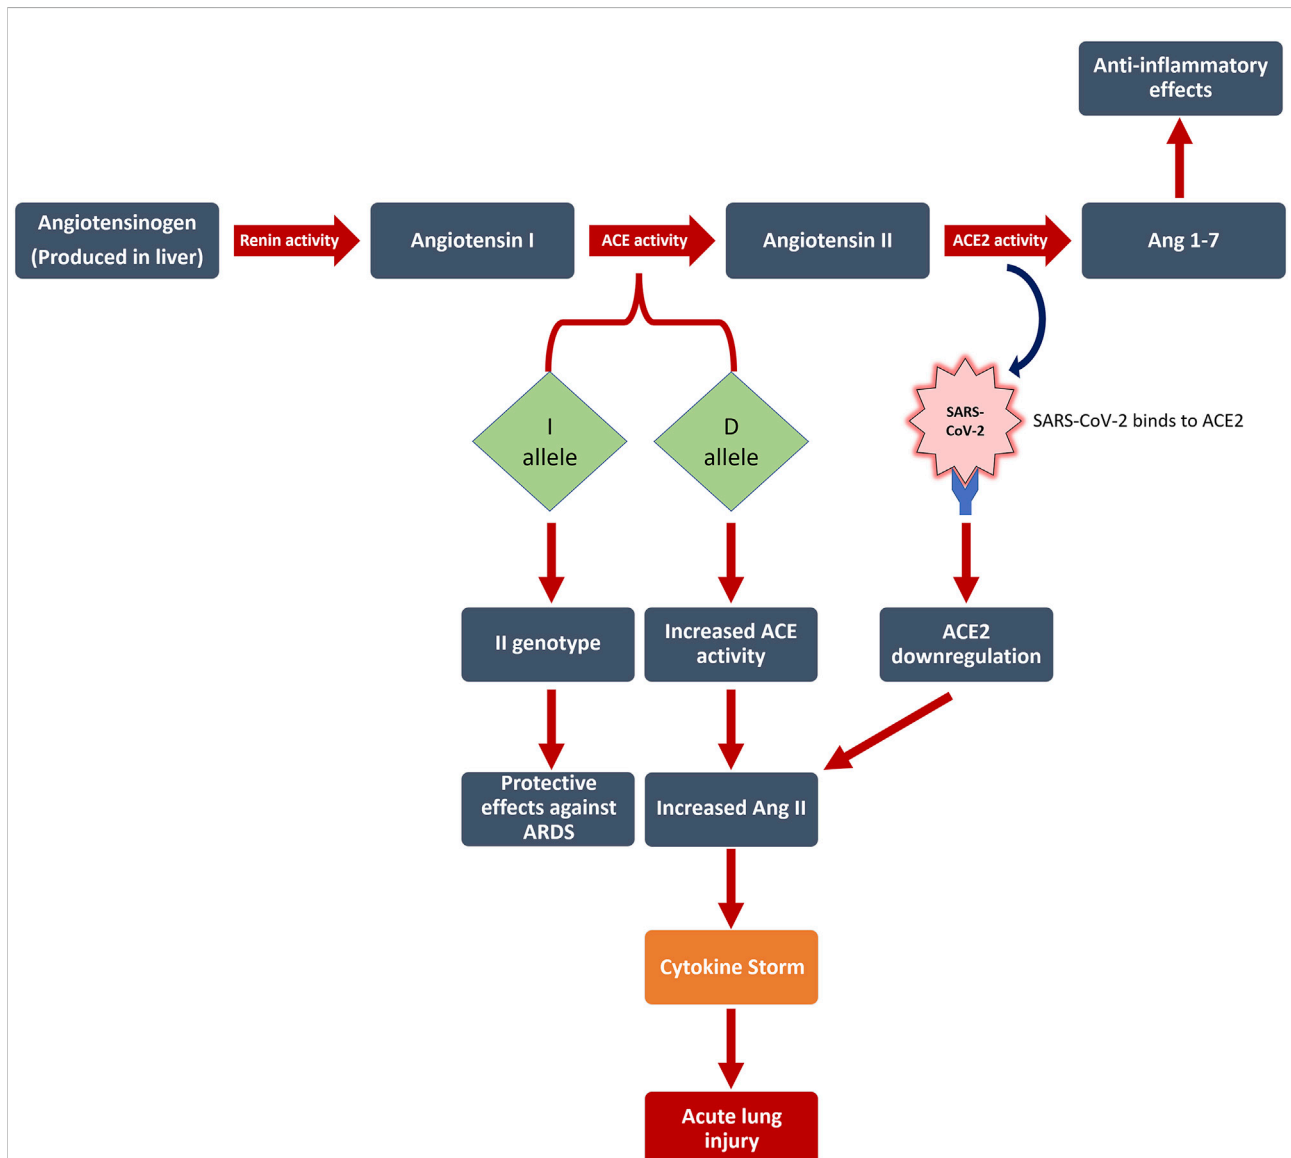 Anti-inflammatory
effects
Angiotensinogen
(Produced in liver)
Renin activity
Angiotensin I
ACE activity
Angiotensin II
ACE2 activity
Ang 1-7
I
allele
D
allele
SARS-
CoV-2
SARS-CoV-2 binds to ACE2
II genotype
Increased ACE
activity
ACE2
downregulation
Protective
effects against
ARDS
Increased Ang II
Cytokine Storm
Acute lung
injury